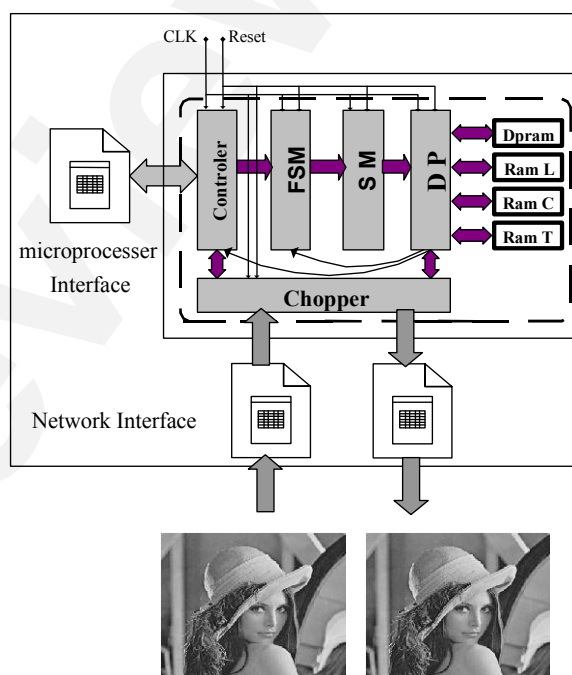 CLK Reset
Controler
FSM
S M
D P
Dpram
Ram L
Ram C
Ram T
microprocesser
Interface
Chopper
Network Interface